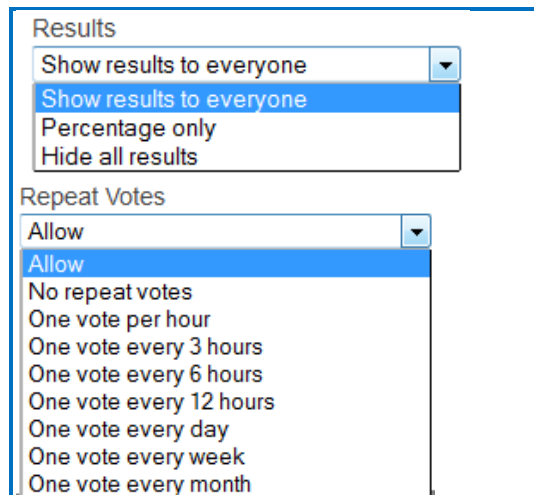 Results
Show results to everyone
Show results to everyone
Percentage only
Hide all results
Repeat Votes
Allow
Allow
No repeat votes
One vote per hour
One vote every 3 hours
One vote every 6 hours
One vote every 12 hours
One vote every day
One vote every week
One vote every month